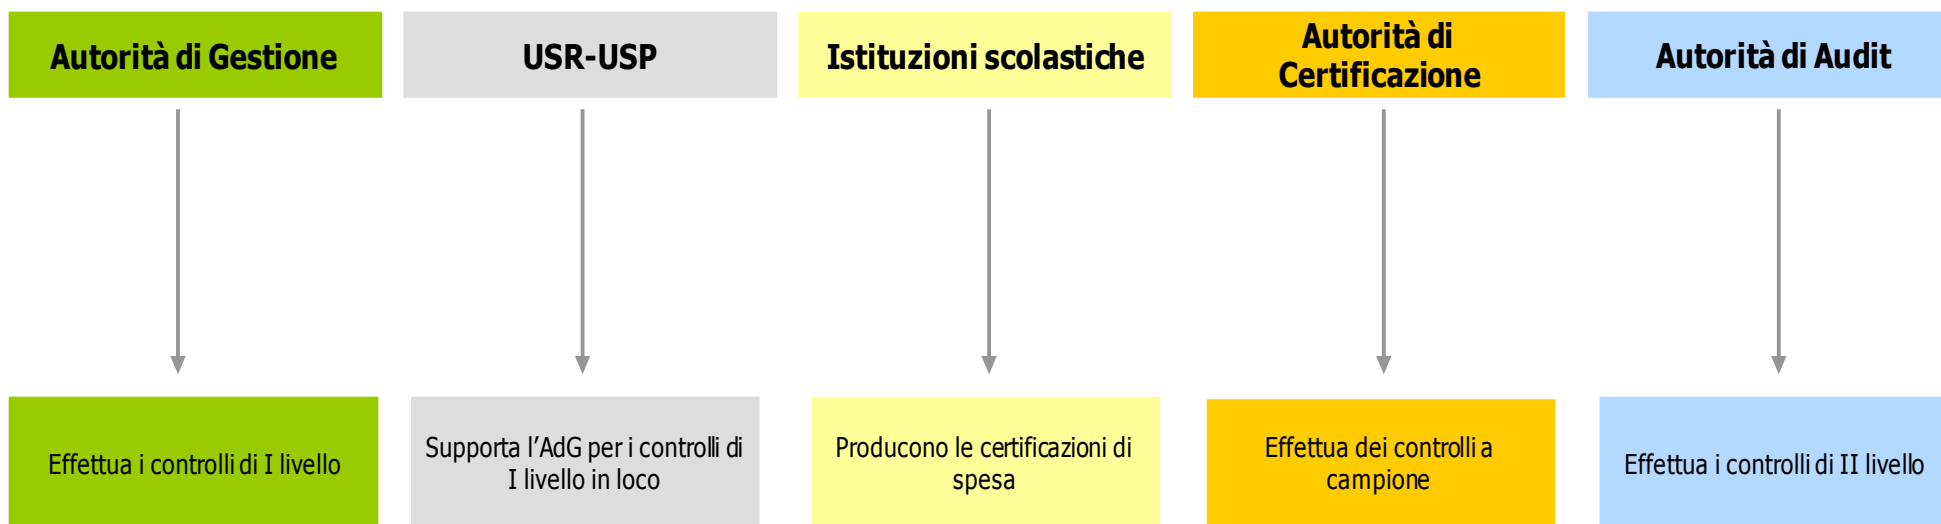 Autorità di Gestione
USR-USP
Istituzioni scolastiche
Autorità di
Certificazione
Autorità di Audit
Effettua i controlli di I livello
Supporta l'AdG per i controlli di
I livello in loco
Producono le certificazioni di
spesa
Effettua dei controlli a
campione
Effettua i controlli di II livello